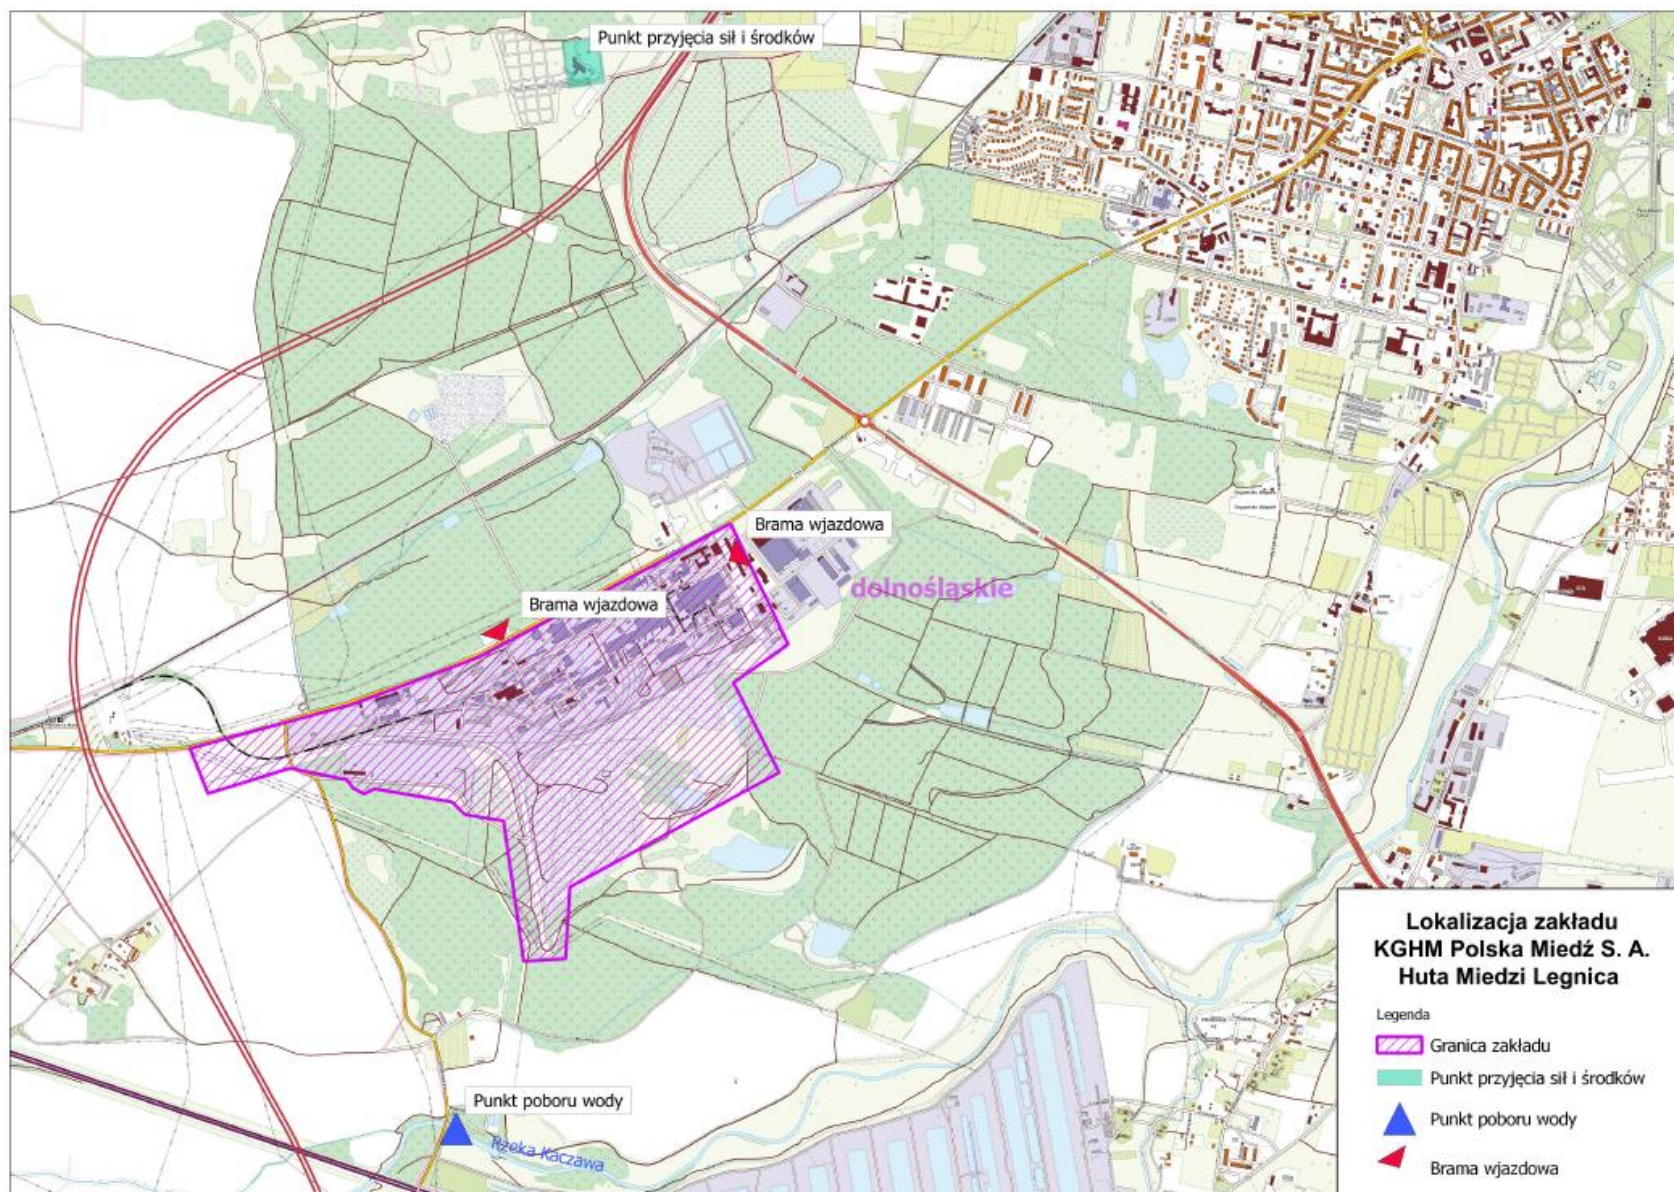 Punkt przyjęcia sił i środków
Brama wjazdowa
dolnośląskie
Brama wjazdowa
Punkt poboru wody
Rzeka Kaczawa
Lokalizacja zakładu
KGHM Polska Miedź S. A.
Huta Miedzi Legnica
Legenda
Granica zakładu
Punkt przyjęcia sił i środków
Punkt poboru wody
Brama wjazdowa